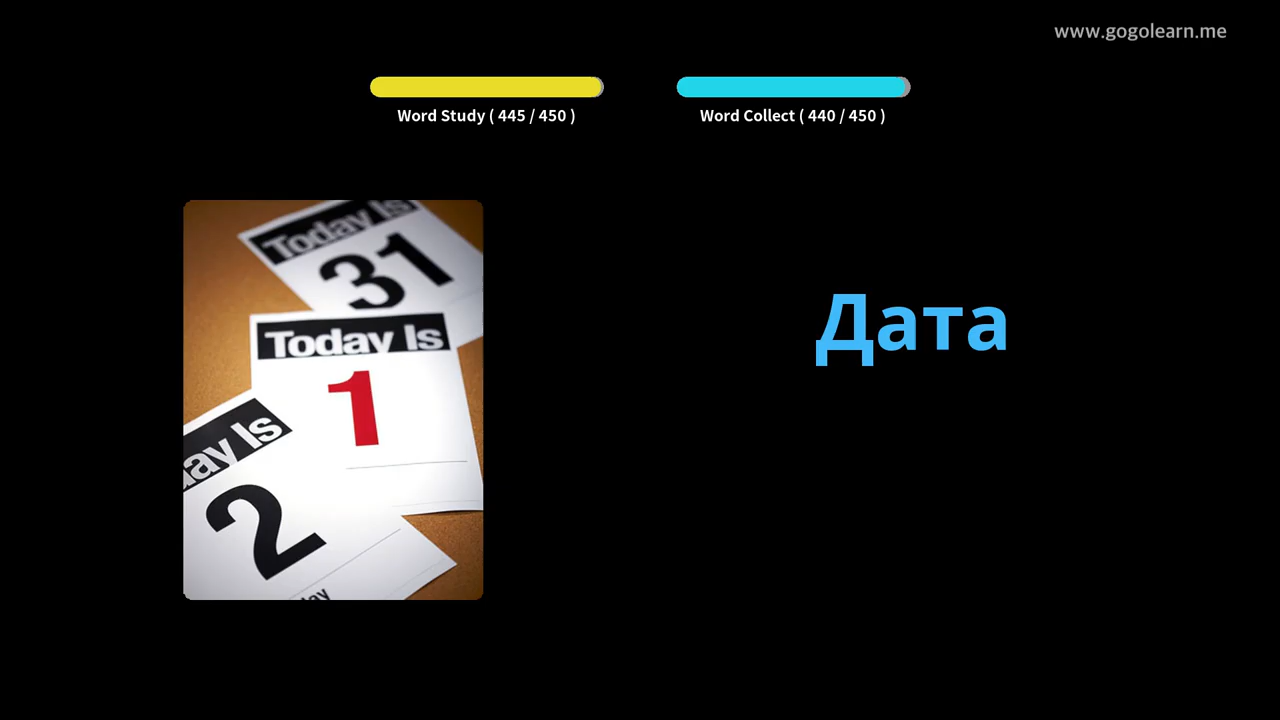 www.gogolearn.me
Word Study ( 445 / 450 )
Word Collect ( 440 / 450 )
Today Is
31
Today Is
1
ay Is
2
day
Дата